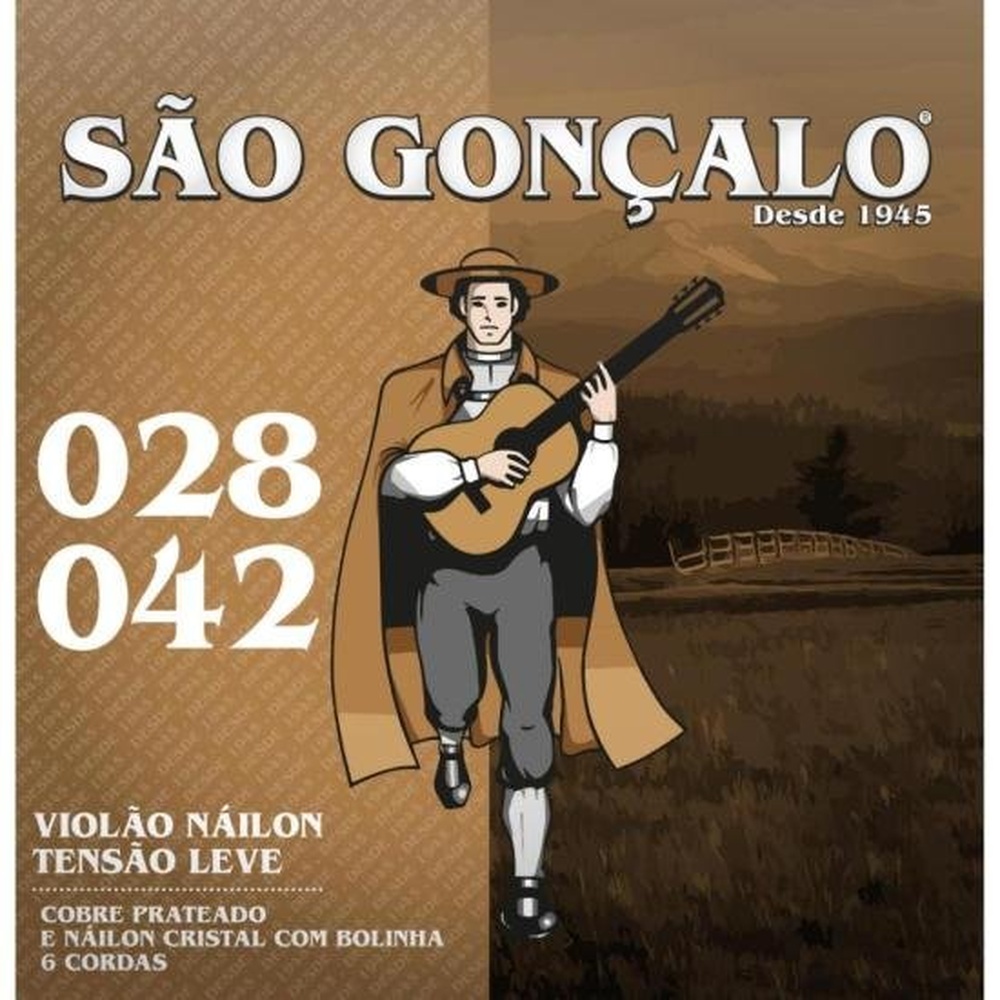 SÃO GONÇALO®
Desde 1945
028
042
VIOLÃO NÁILON
TENSÃO LEVE
COBRE PRATEADO
E NÁILON CRISTAL COM BOLINHA
6 CORDAS